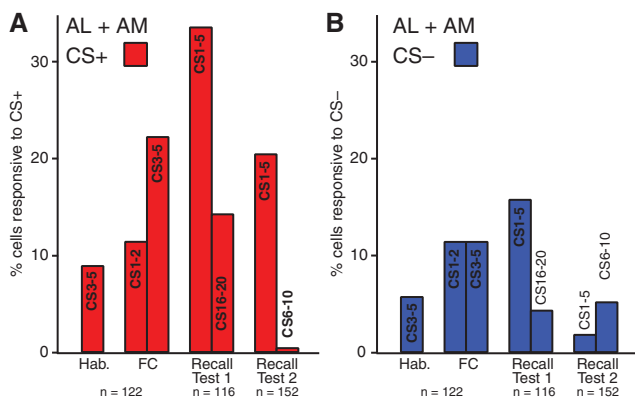 A
AL + AM
CS+
% cells responsive to CS+
30
20
10
0
CS3-5
CS1-2
CS3-5
CS1-5
CS16-20
CS1-5
CS6-10
Hab.
FC
Recall
Test 1
Recall
Test 2
n = 122
n = 116
n = 152
B
AL + AM
CS–
% cells responsive to CS–
30
20
10
0
CS3-5
CS1-2
CS3-5
CS1-5
CS16-20
CS1-5
CS6-10
Hab.
FC
Recall
Test 1
Recall
Test 2
n = 122
n = 116
n = 152